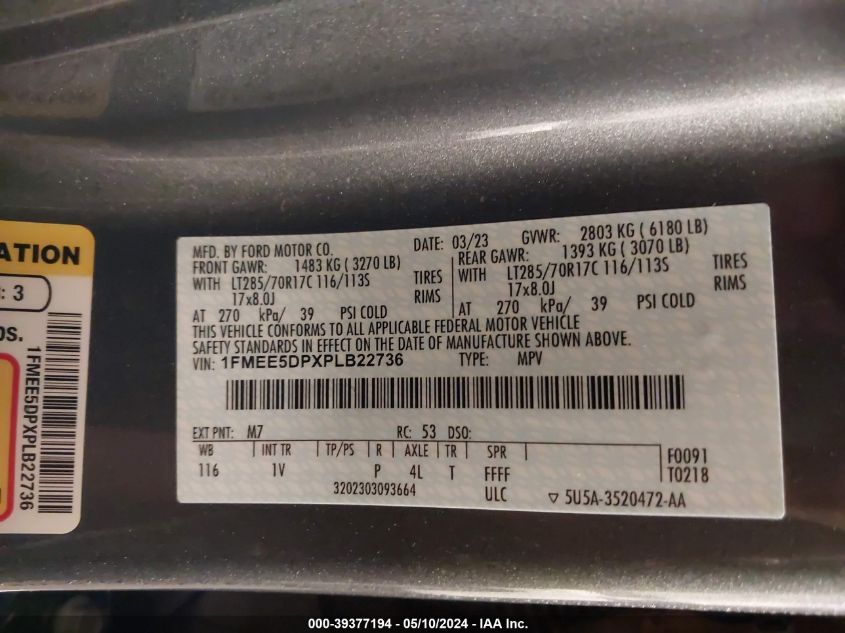 ATION
: 3
OS.
1FMEE5DPXPLB22736
MFD. BY FORD MOTOR CO.
DATE: 03/23
GVWR: 2803 KG ( 6180 LB)
FRONT GAWR: 1483 KG ( 3270 LB)
REAR GAWR: 1393 KG ( 3070 LB)
WITH LT285/70R17C 116/113S TIRES
WITH LT285/70R17C 116/113S TIRES
17x8.0J RIMS
17x8.0J RIMS
AT 270 kPa/ 39 PSI COLD
AT 270 kPa/ 39 PSI COLD
THIS VEHICLE CONFORMS TO ALL APPLICABLE FEDERAL MOTOR VEHICLE
SAFETY STANDARDS IN EFFECT ON THE DATE OF MANUFACTURE SHOWN ABOVE.
VIN: 1FMEE5DPXPLB22736 TYPE: MPV
EXT PNT: M7 RC: 53 DSO:
WB INT TR TP/PS R AXLE TR SPR F0091
116 1V P 4L T FFFF T0218
3202303093664 ULC ▽ 5U5A-3520472-AA
000-39377194 - 05/10/2024 - IAA Inc.